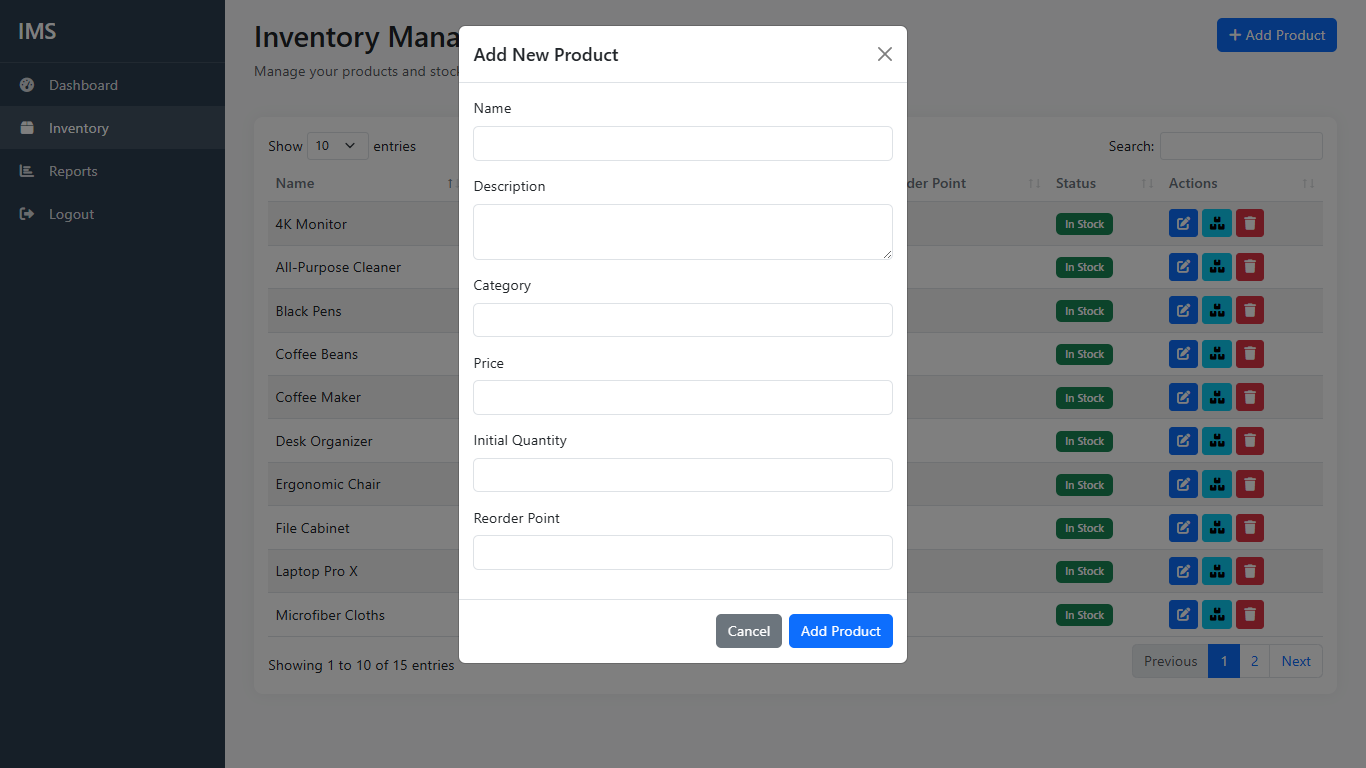 IMS
Dashboard
Inventory
Reports
Logout
Inventory Mana
Manage your products and stock
Add Product
Show 10 entries
Search:
Name
der Point
Status
Actions
4K Monitor
In Stock
All-Purpose Cleaner
In Stock
Black Pens
In Stock
Coffee Beans
In Stock
Coffee Maker
In Stock
Desk Organizer
In Stock
Ergonomic Chair
In Stock
File Cabinet
In Stock
Laptop Pro X
In Stock
Microfiber Cloths
In Stock
Showing 1 to 10 of 15 entries
Previous 1 2 Next
Add New Product
Name
Description
Category
Price
Initial Quantity
Reorder Point
Cancel
Add Product